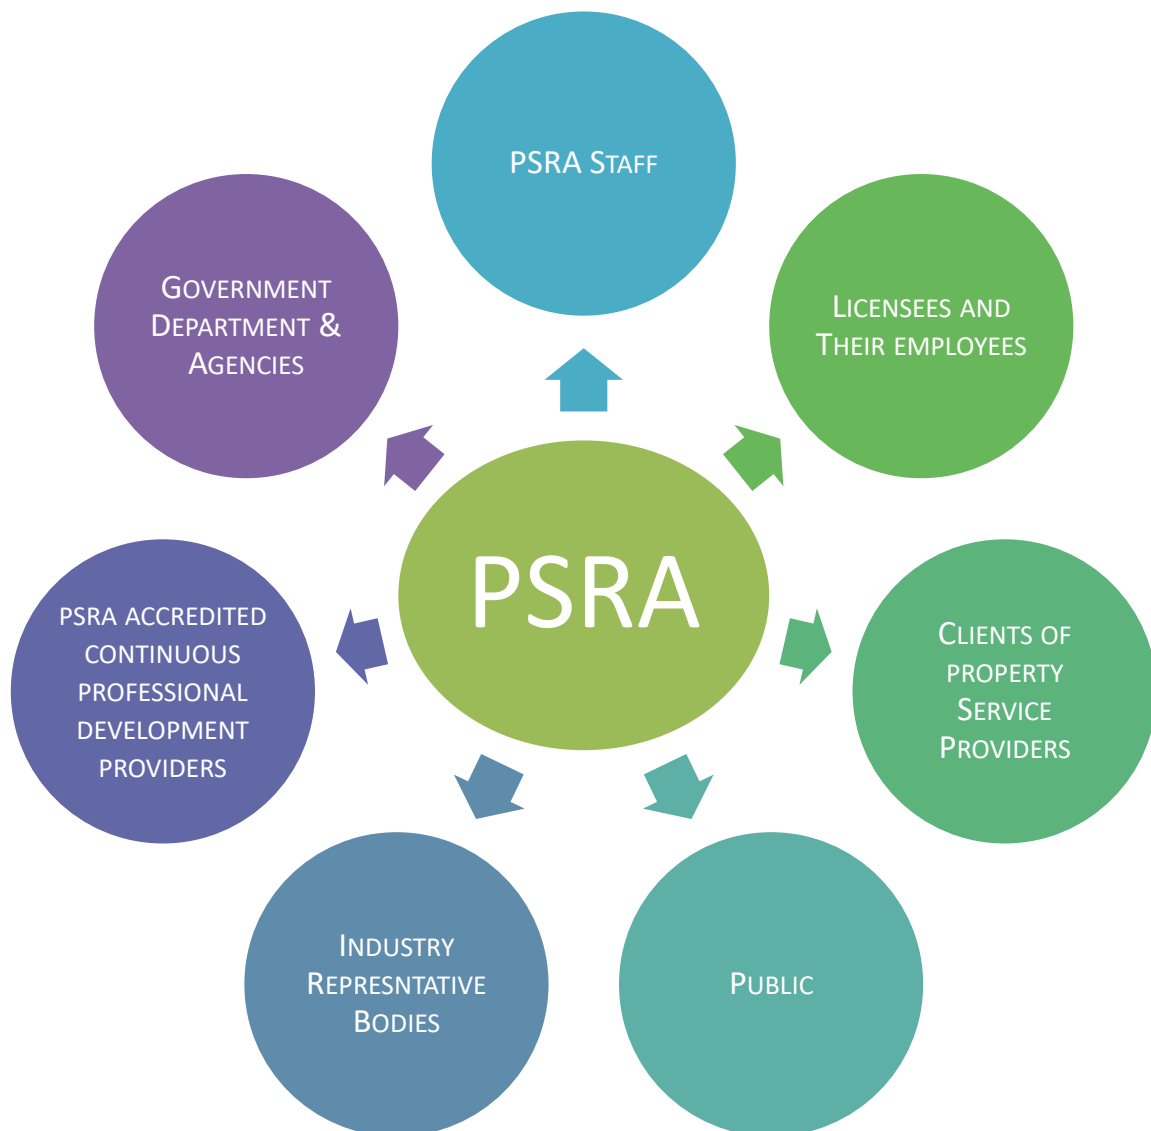 PSRA Staff
Licensees and
Their employees
Government
Department &
Agencies
PSRA
Clients of
property
Service
Providers
PSRA accredited
continuous
professional
development
providers
Public
Industry
Represntative
Bodies